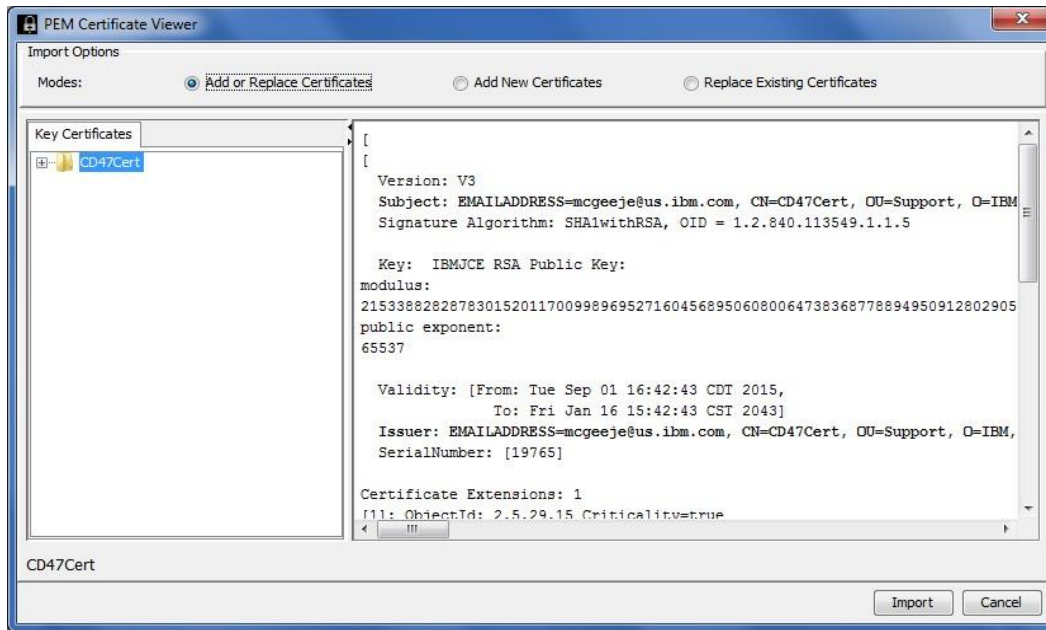 PEM Certificate Viewer
Import Options
Modes: Add or Replace Certificates Add New Certificates Replace Existing Certificates
Key Certificates
CD47Cert
[
[
Version: V3
Subject: EMAILADDRESS=mcgeeje@us.ibm.com, CN=CD47Cert, OU=Support, O=IBM
Signature Algorithm: SHA1withRSA, OID = 1.2.840.113549.1.1.5
Key: IBMJCE RSA Public Key:
modulus:
21533882828783015201170099896952716045689506080064738368778894950912802905
public exponent:
65537
Validity: [From: Tue Sep 01 16:42:43 CDT 2015,
To: Fri Jan 16 15:42:43 CST 2043]
Issuer: EMAILADDRESS=mcgeeje@us.ibm.com, CN=CD47Cert, OU=Support, O=IBM,
SerialNumber: [19765]
Certificate Extensions: 1
[1]: ObjectId: 2.5.29.15 Criticality=true
CD47Cert
Import Cancel